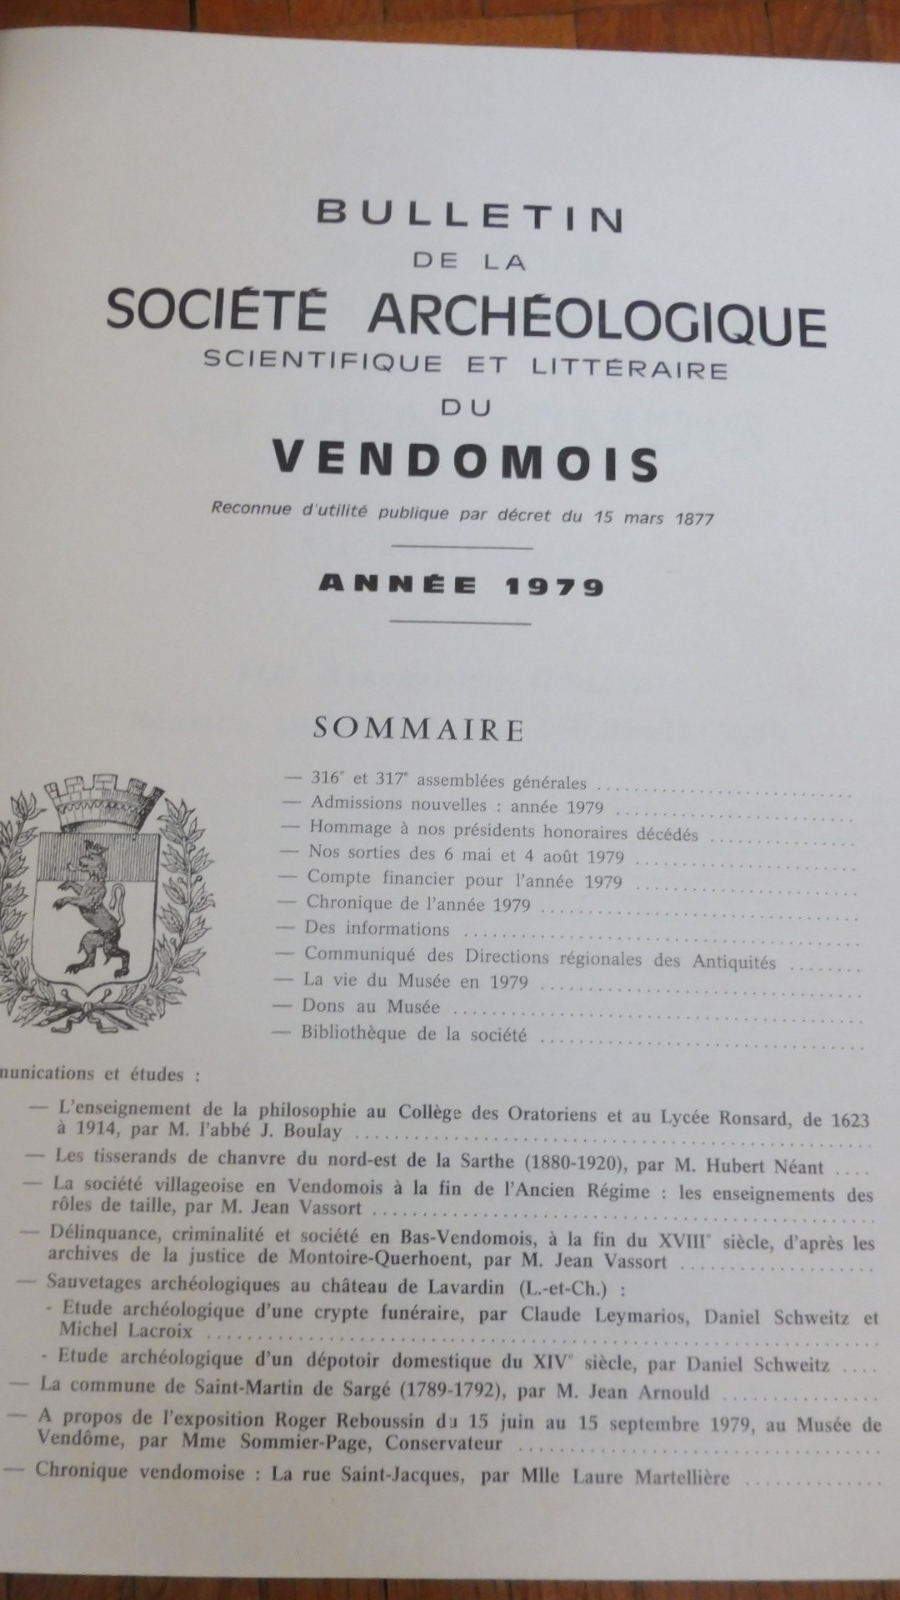 BULLETIN
DE LA
SOCIÉTÉ ARCHÉOLOGIQUE
SCIENTIFIQUE ET LITTÉRAIRE
DU
VENDOMOIS
Reconnue d'utilité publique par décret du 15 mars 1877
ANNÉE 1979
SOMMAIRE
— 316e et 317e assemblées générales
— Admissions nouvelles : année 1979
— Hommage à nos présidents honoraires décédés
— Nos sorties des 6 mai et 4 août 1979
— Compte financier pour l'année 1979
— Chronique de l'année 1979
— Des informations
— Communiqué des Directions régionales des Antiquités
— La vie du Musée en 1979
— Dons au Musée
— Bibliothèque de la société
nunications et études :
— L'enseignement de la philosophie au Collège des Oratoriens et au Lycée Ronsard, de 1623
à 1914, par M. l'abbé J. Boulay
— Les tisserands de chanvre du nord-est de la Sarthe (1880-1920), par M. Hubert Néant
— La société villageoise en Vendomois à la fin de l'Ancien Régime : les enseignements des
rôles de taille, par M. Jean Vassort
— Délinquance, criminalité et société en Bas-Vendomois, à la fin du XVIIIe siècle, d'après les
archives de la justice de Montoire-Querhoent, par M. Jean Vassort
— Sauvetages archéologiques au château de Lavardin (L.-et-Ch.) :
- Etude archéologique d'une crypte funéraire, par Claude Leymarios, Daniel Schweitz et
Michel Lacroix
- Etude archéologique d'un dépotoir domestique du XIVe siècle, par Daniel Schweitz
— La commune de Saint-Martin de Sargé (1789-1792), par M. Jean Arnould
— A propos de l'exposition Roger Reboussin du 15 juin au 15 septembre 1979, au Musée de
Vendôme, par Mme Sommier-Page, Conservateur
— Chronique vendomoise : La rue Saint-Jacques, par Mlle Laure Martellière